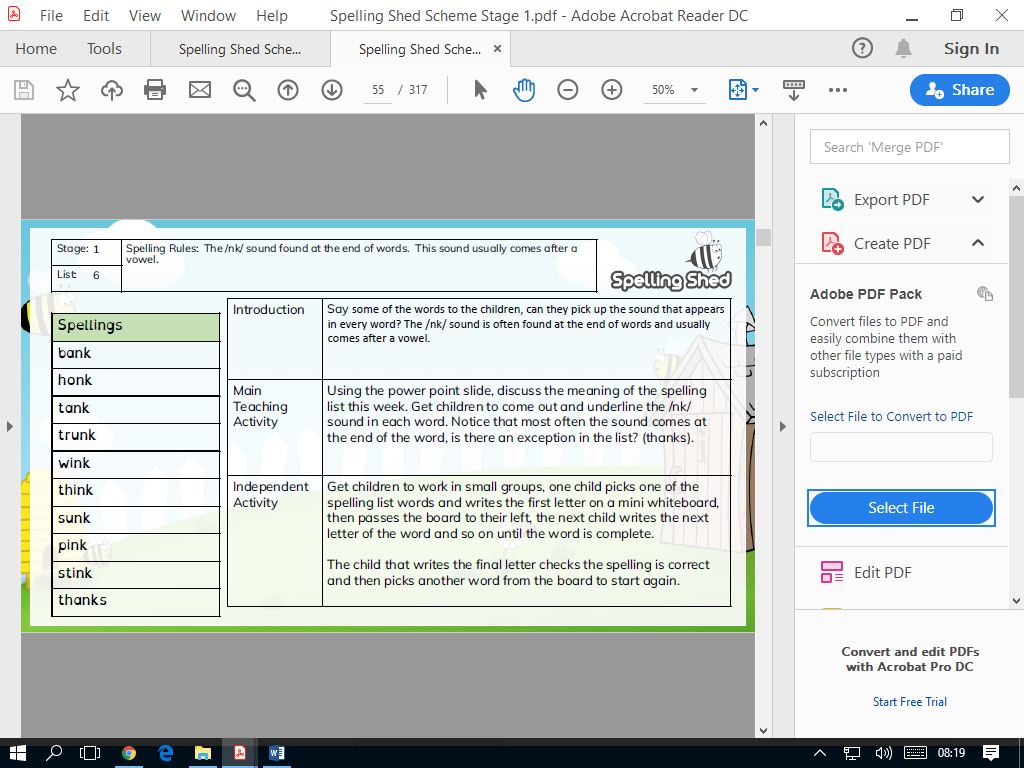 File Edit View Window Help
Spelling Shed Scheme Stage 1.pdf - Adobe Acrobat Reader DC
Home Tools
Spelling Shed Sche...
Spelling Shed Sche... ×
?
Sign In
55 / 317
50%
Share
Stage: 1
List: 6
Spelling Rules: The /nk/ sound found at the end of words. This sound usually comes after a
vowel.
Spelling Shed
Spellings
bank
honk
tank
trunk
wink
think
sunk
pink
stink
thanks
Introduction
Say some of the words to the children, can they pick up the sound that appears
in every word? The /nk/ sound is often found at the end of words and usually
comes after a vowel.
Main
Teaching
Activity
Using the power point slide, discuss the meaning of the spelling
list this week. Get children to come out and underline the /nk/
sound in each word. Notice that most often the sound comes at
the end of the word, is there an exception in the list? (thanks).
Independent
Activity
Get children to work in small groups, one child picks one of the
spelling list words and writes the first letter on a mini whiteboard,
then passes the board to their left, the next child writes the next
letter of the word and so on until the word is complete.
The child that writes the final letter checks the spelling is correct
and then picks another word from the board to start again.
Search 'Merge PDF'
Export PDF
Create PDF
Adobe PDF Pack
Convert files to PDF and
easily combine them with
other file types with a paid
subscription
Select File to Convert to PDF
Select File
Edit PDF
Convert and edit PDFs
with Acrobat Pro DC
Start Free Trial
08:19